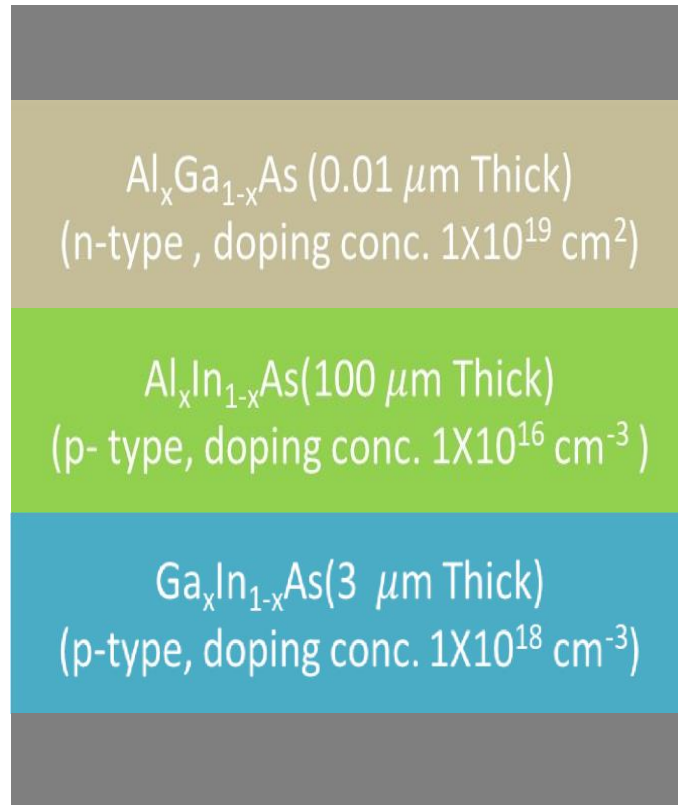 AlₓGa₁₋ₓAs (0.01 𝜇m Thick)
(n-type , doping conc. 1X10¹⁹ cm²)
AlₓIn₁₋ₓAs(100 𝜇m Thick)
(p- type, doping conc. 1X10¹⁶ cm⁻³ )
GaₓIn₁₋ₓAs(3 𝜇m Thick)
(p-type, doping conc. 1X10¹⁸ cm⁻³)